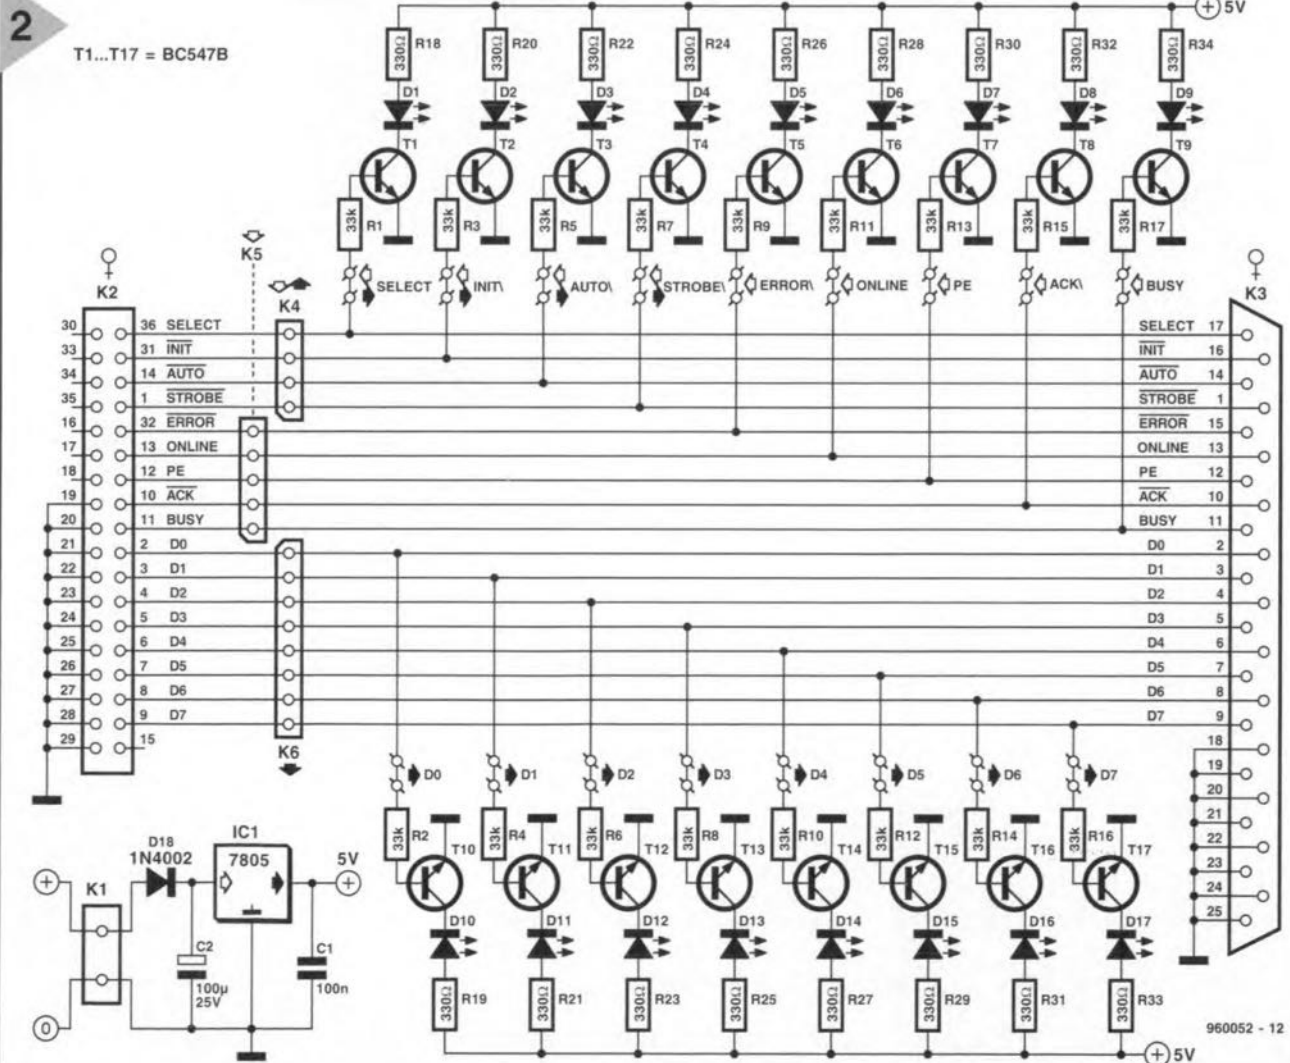 2
T1...T17 = BC547B
5V
R18 R20 R22 R24 R26 R28 R30 R32 R34
330Ω 330Ω 330Ω 330Ω 330Ω 330Ω 330Ω 330Ω 330Ω
D1 D2 D3 D4 D5 D6 D7 D8 D9
T1 T2 T3 T4 T5 T6 T7 T8 T9
33k 33k 33k 33k 33k 33k 33k 33k 33k
R1 R3 R5 R7 R9 R11 R13 R15 R17
SELECT INIT\ AUTO\ STROBE\ ERROR\ ONLINE PE ACK\ BUSY
K2 K5 K4 K3
30 36 SELECT SELECT 17
33 31 INIT INIT 16
34 14 AUTO AUTO 14
35 1 STROBE STROBE 1
16 32 ERROR ERROR 15
17 13 ONLINE ONLINE 13
18 12 PE PE 12
19 10 ACK ACK 10
20 11 BUSY BUSY 11
21 2 D0 D0 2
22 3 D1 D1 3
23 4 D2 D2 4
24 5 D3 D3 5
25 6 D4 D4 6
26 7 D5 D5 7
27 8 D6 D6 8
28 9 D7 D7 9
29 15
18
19
20
21
22
23
24
25
K6
D0 D1 D2 D3 D4 D5 D6 D7
33k 33k 33k 33k 33k 33k 33k 33k
R2 R4 R6 R8 R10 R12 R14 R16
T10 T11 T12 T13 T14 T15 T16 T17
D10 D11 D12 D13 D14 D15 D16 D17
330Ω 330Ω 330Ω 330Ω 330Ω 330Ω 330Ω 330Ω
R19 R21 R23 R25 R27 R29 R31 R33
5V
K1
D18
1N4002
IC1
7805
5V
C2
100µ
25V
C1
100n
0
960052 - 12